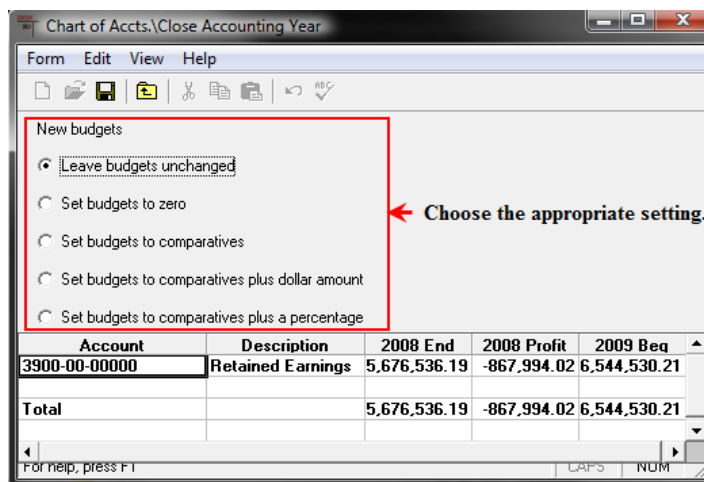 Chart of Accts.\Close Accounting Year
Form Edit View Help
New budgets
Leave budgets unchanged
Set budgets to zero
Choose the appropriate setting.
Set budgets to comparatives
Set budgets to comparatives plus dollar amount
Set budgets to comparatives plus a percentage
Account Description 2008 End 2008 Profit 2009 Beg
3900-00-00000 Retained Earnings 5,676,536.19 -867,994.02 6,544,530.21
Total 5,676,536.19 -867,994.02 6,544,530.21
For help, press F1 CAPS NUM